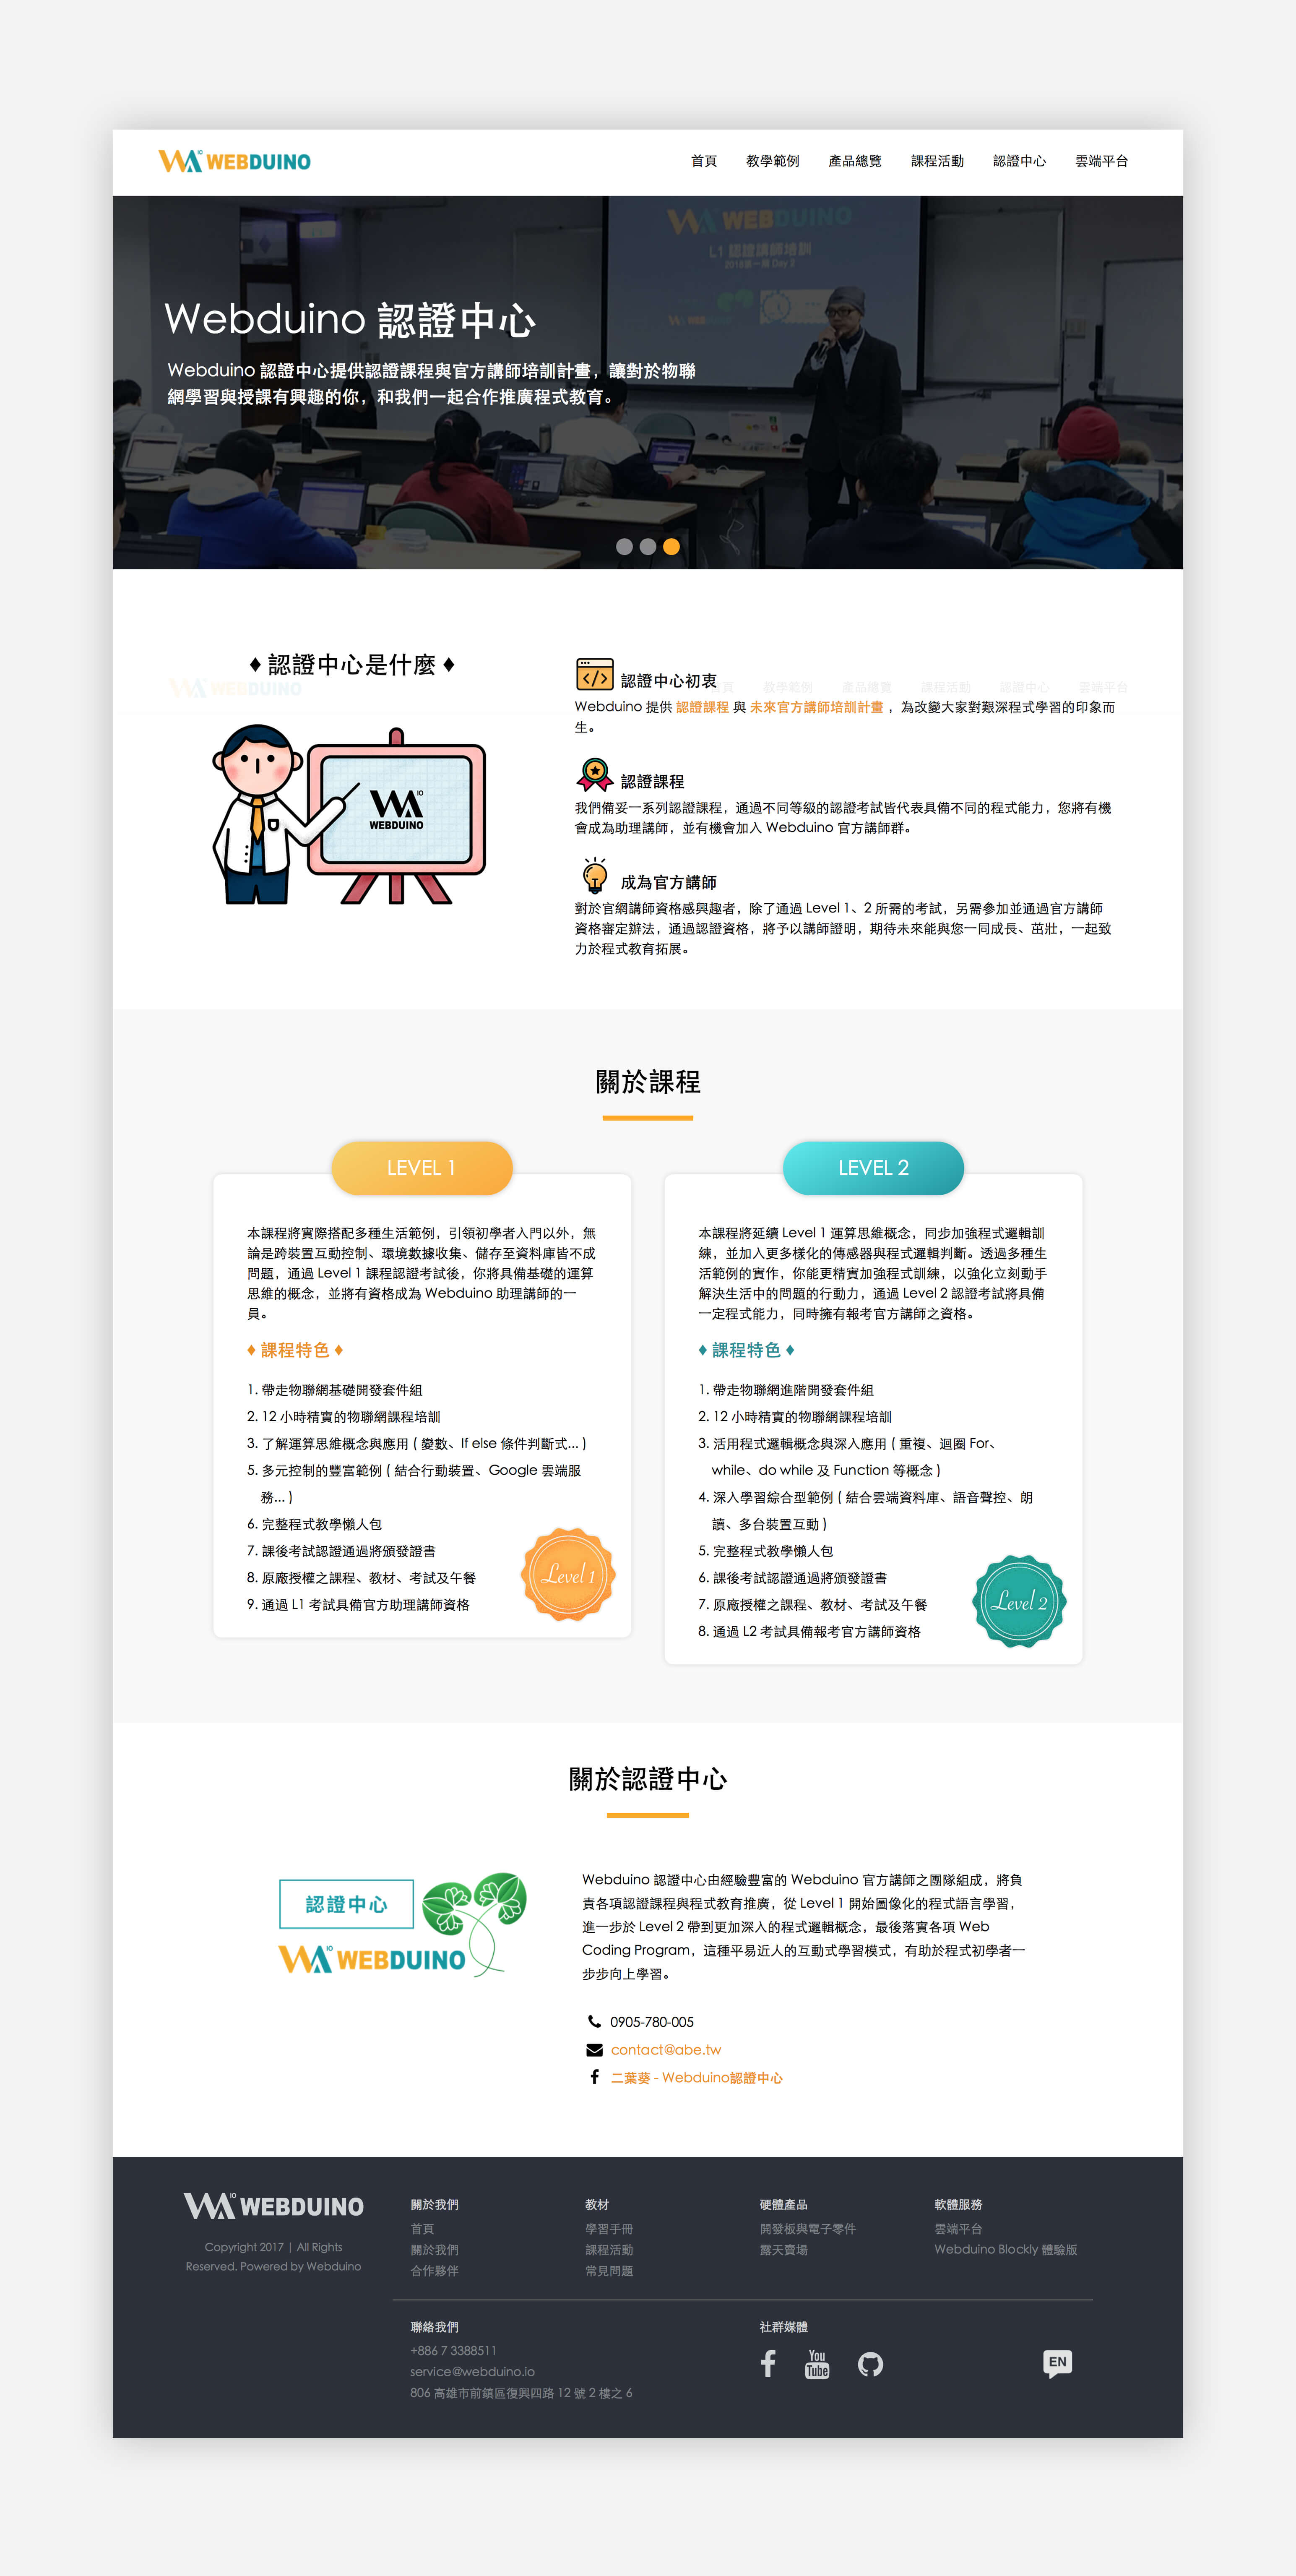 WEBDUINO
首頁 教學範例 產品總覽 課程活動 認證中心 雲端平台
WEBDUINO
L1 認證講師培訓
Webduino 認證中心
Webduino 認證中心提供認證課程與官方講師培訓計畫，讓對於物聯
網學習與授課有興趣的你，和我們一起合作推廣程式教育。
♦ 認證中心是什麼 ♦
WEBDUINO
認證中心初衷
Webduino 提供 認證課程 與 未來官方講師培訓計畫 ，為改變大家對艱深程式學習的印象而
生。
認證課程
我們備妥一系列認證課程，通過不同等級的認證考試皆代表具備不同的程式能力，您將有機
會成為助理講師，並有機會加入 Webduino 官方講師群。
成為官方講師
對於官網講師資格感興趣者，除了通過 Level 1、2 所需的考試，另需參加並通過官方講師
資格審定辦法，通過認證資格，將予以講師證明，期待未來能與您一同成長、茁壯，一起致
力於程式教育拓展。
關於課程
LEVEL 1
本課程將實際搭配多種生活範例，引領初學者入門以外，無
論是跨裝置互動控制、環境數據收集、儲存至資料庫皆不成
問題，通過 Level 1 課程認證考試後，你將具備基礎的運算
思維的概念，並將有資格成為 Webduino 助理講師的一
員。
♦ 課程特色 ♦
1. 帶走物聯網基礎開發套件組
2. 12 小時精實的物聯網課程培訓
3. 了解運算思維概念與應用 ( 變數、If else 條件判斷式... )
5. 多元控制的豐富範例 ( 結合行動裝置、Google 雲端服
務... )
6. 完整程式教學懶人包
7. 課後考試認證通過將頒發證書
8. 原廠授權之課程、教材、考試及午餐
9. 通過 L1 考試具備官方助理講師資格
Level 1
LEVEL 2
本課程將延續 Level 1 運算思維概念，同步加強程式邏輯訓
練，並加入更多樣化的傳感器與程式邏輯判斷。透過多種生
活範例的實作，你能更精實加強程式訓練，以強化立刻動手
解決生活中的問題的行動力，通過 Level 2 認證考試將具備
一定程式能力，同時擁有報考官方講師之資格。
♦ 課程特色 ♦
1. 帶走物聯網進階開發套件組
2. 12 小時精實的物聯網課程培訓
3. 活用程式邏輯概念與深入應用 ( 重複、迴圈 For、
while、do while 及 Function 等概念 )
4. 深入學習綜合型範例 ( 結合雲端資料庫、語音聲控、朗
讀、多台裝置互動 )
5. 完整程式教學懶人包
6. 課後考試認證通過將頒發證書
7. 原廠授權之課程、教材、考試及午餐
8. 通過 L2 考試具備報考官方講師資格
Level 2
關於認證中心
認證中心
WEBDUINO
Webduino 認證中心由經驗豐富的 Webduino 官方講師之團隊組成，將負
責各項認證課程與程式教育推廣，從 Level 1 開始圖像化的程式語言學習，
進一步於 Level 2 帶到更加深入的程式邏輯概念，最後落實各項 Web
Coding Program，這種平易近人的互動式學習模式，有助於程式初學者一
步步向上學習。
0905-780-005
contact@abe.tw
二葉葵 - Webduino認證中心
WEBDUINO
Copyright 2017 | All Rights
Reserved. Powered by Webduino
關於我們
首頁
關於我們
合作夥伴
教材
學習手冊
課程活動
常見問題
硬體產品
開發板與電子零件
露天賣場
軟體服務
雲端平台
Webduino Blockly 體驗版
聯絡我們
+886 7 3388511
service@webduino.io
806 高雄市前鎮區復興四路 12 號 2 樓之 6
社群媒體
You
Tube
EN